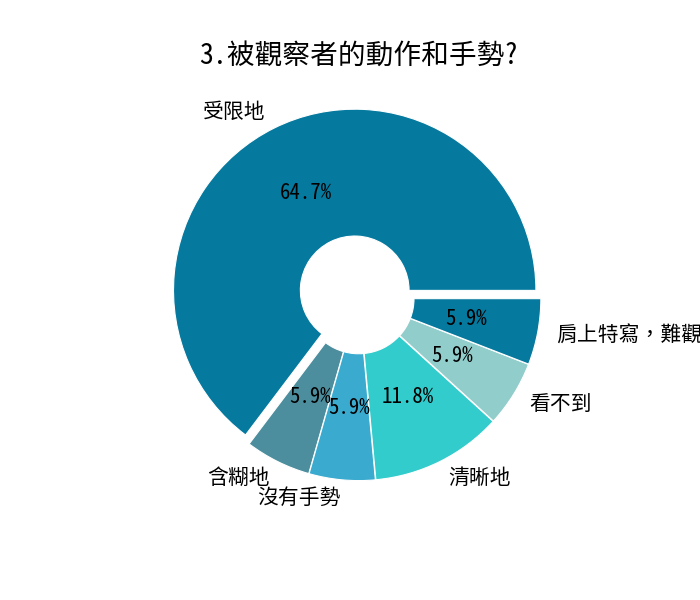 3.被觀察者的動作和手勢?
受限地
64.7%
5.9%
肩上特寫，難觀
5.9%
看不到
11.8%
清晰地
5.9%
沒有手勢
5.9%
含糊地